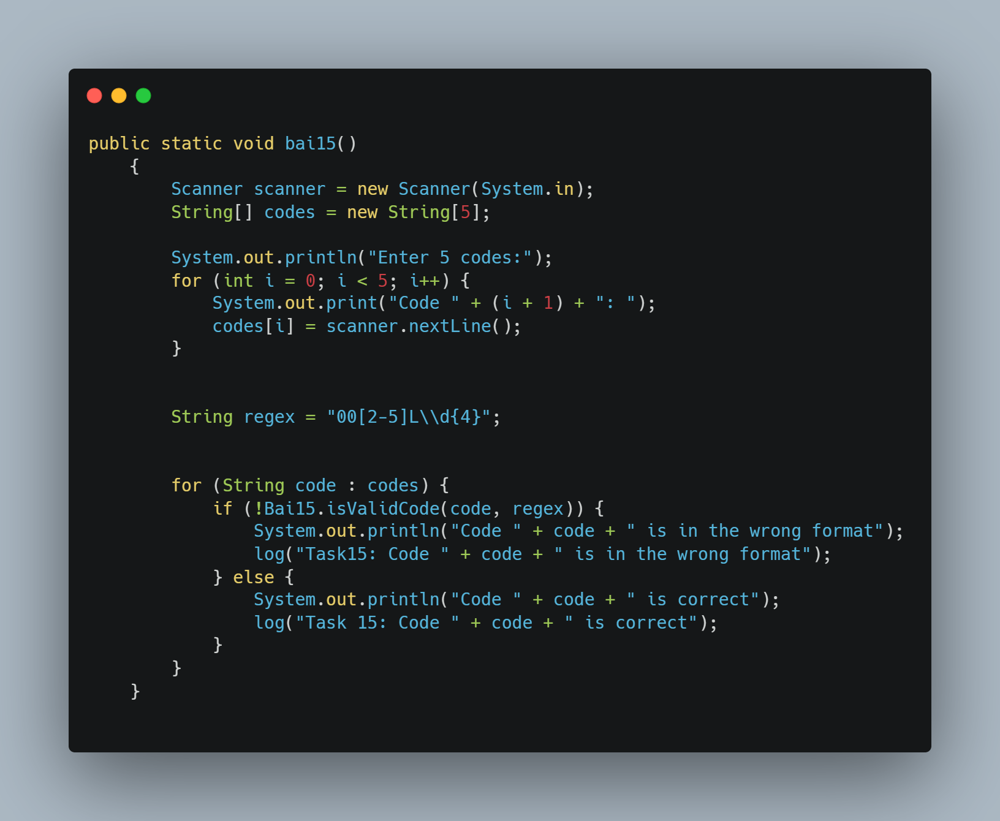 public static void bai15()
    {
        Scanner scanner = new Scanner(System.in);
        String[] codes = new String[5];

        System.out.println("Enter 5 codes:");
        for (int i = 0; i < 5; i++) {
            System.out.print("Code " + (i + 1) + ": ");
            codes[i] = scanner.nextLine();
        }


        String regex = "00[2-5]L\\d{4}";


        for (String code : codes) {
            if (!Bai15.isValidCode(code, regex)) {
                System.out.println("Code " + code + " is in the wrong format");
                log("Task15: Code " + code + " is in the wrong format");
            } else {
                System.out.println("Code " + code + " is correct");
                log("Task 15: Code " + code + " is correct");
            }
        }
    }